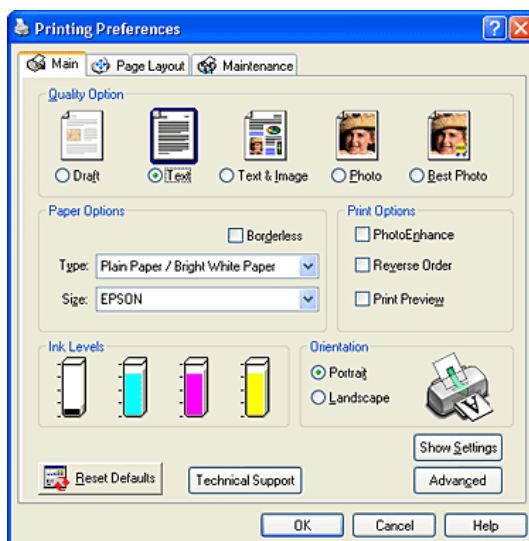 Printing Preferences
Main Page Layout Maintenance
Quality Option
Draft Text Text & Image Photo Best Photo
Paper Options
Borderless
Type: Plain Paper / Bright White Paper
Size: EPSON
Print Options
PhotoEnhance
Reverse Order
Print Preview
Ink Levels
Orientation
Portrait
Landscape
A
Show Settings
Reset Defaults Technical Support Advanced
OK Cancel Help